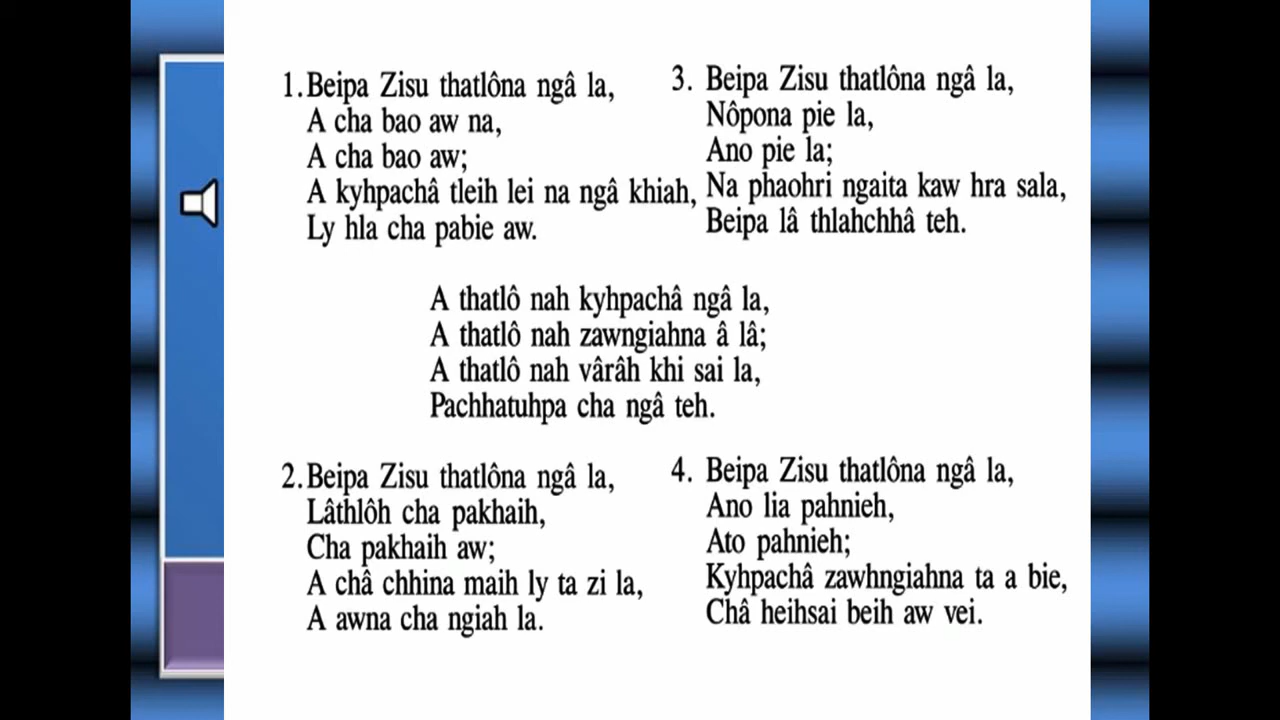 1. Beipa Zisu thatlôna ngâ la,
A cha bao aw na,
A cha bao aw;
A kyhpachâ tleih lei na ngâ khiah,
Ly hla cha pabie aw.
A thatlô nah kyhpachâ ngâ la,
A thatlô nah zawngiahna â lâ;
A thatlô nah vârâh khi sai la,
Pachhatuhpa cha ngâ teh.
2. Beipa Zisu thatlôna ngâ la,
Lâthlôh cha pakhaih,
Cha pakhaih aw;
A châ chhina maih ly ta zi la,
A awna cha ngiah la.
3. Beipa Zisu thatlôna ngâ la,
Nôpona pie la,
Ano pie la;
Na phaohri ngaita kaw hra sala,
Beipa lâ thlahchhâ teh.
4. Beipa Zisu thatlôna ngâ la,
Ano lia pahnieh,
Ato pahnieh;
Kyhpachâ zawhngiahna ta a bie,
Châ heihsai beih aw vei.